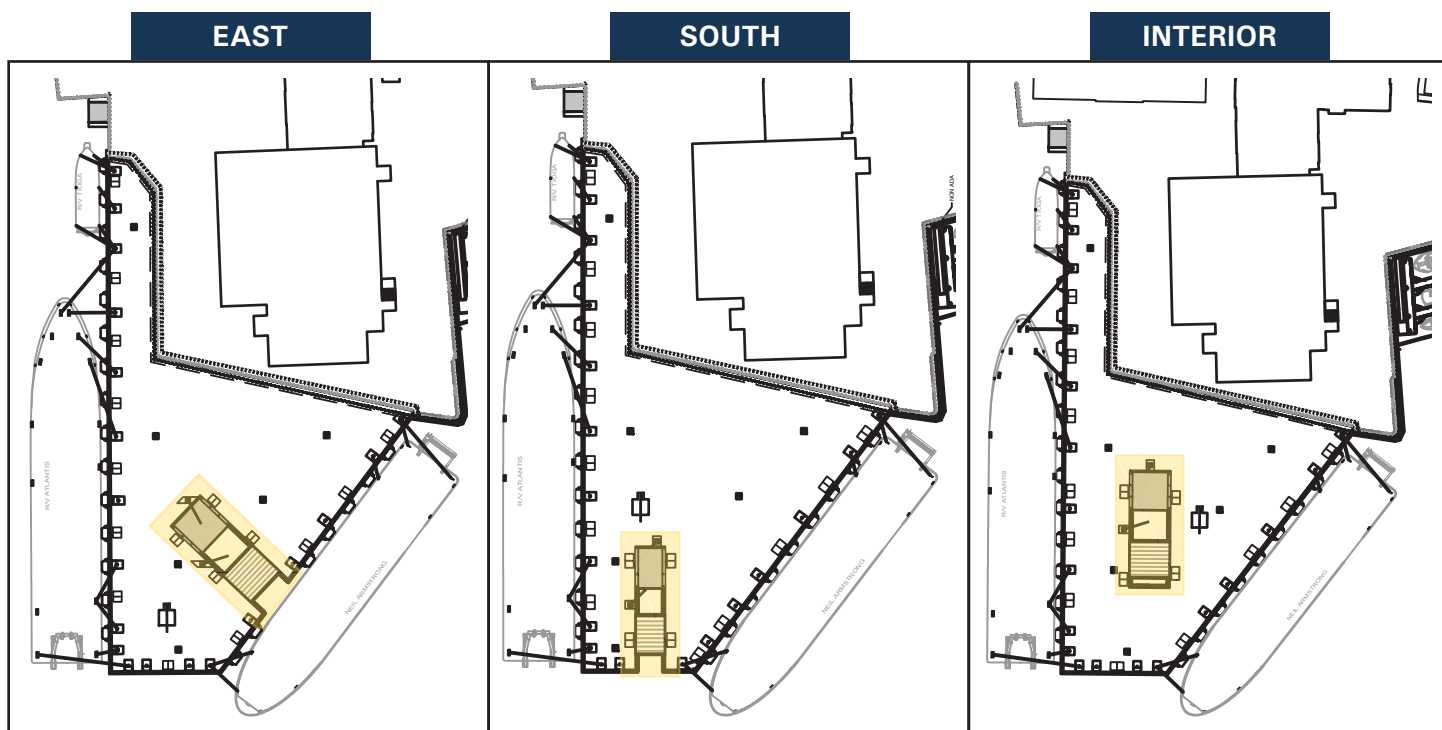 EAST
SOUTH
INTERIOR
R/V TIOGA
R/V ATLANTIS
NEIL ARMSTRONG
R/V TIOGA
R/V ATLANTIS
NEIL ARMSTRONG
NON ADA
R/V TIOGA
R/V ATLANTIS
NEIL ARMSTRONG